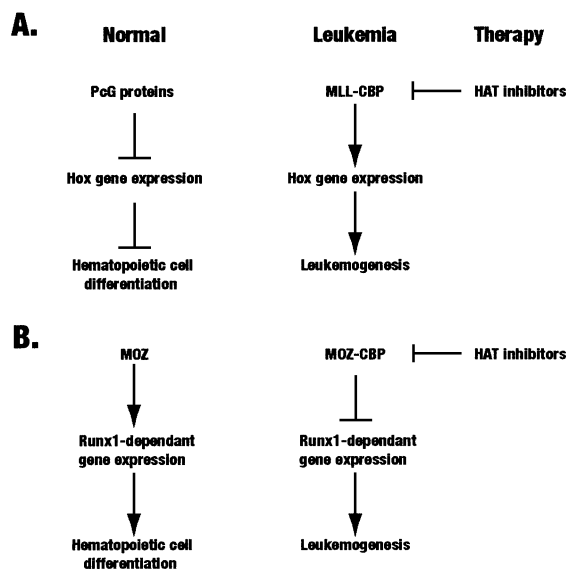 A.
Normal
Leukemia
Therapy
PcG proteins
MLL-CBP
HAT inhibitors
Hox gene expression
Hox gene expression
Hematopoietic cell
differentiation
Leukemogenesis
B.
MOZ
MOZ-CBP
HAT inhibitors
Runx1-dependant
gene expression
Runx1-dependant
gene expression
Hematopoietic cell
differentiation
Leukemogenesis